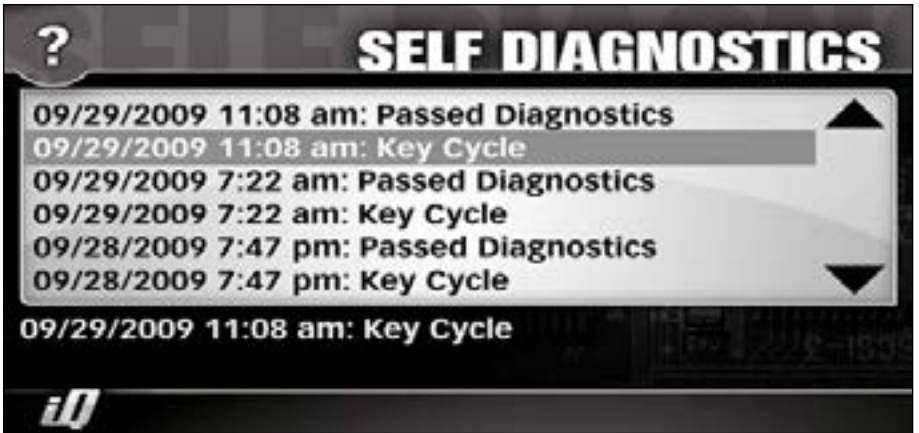 ?
SELF DIAGNOSTICS
09/29/2009 11:08 am: Passed Diagnostics
09/29/2009 11:08 am: Key Cycle
09/29/2009 7:22 am: Passed Diagnostics
09/29/2009 7:22 am: Key Cycle
09/28/2009 7:47 pm: Passed Diagnostics
09/28/2009 7:47 pm: Key Cycle
09/29/2009 11:08 am: Key Cycle
iQ